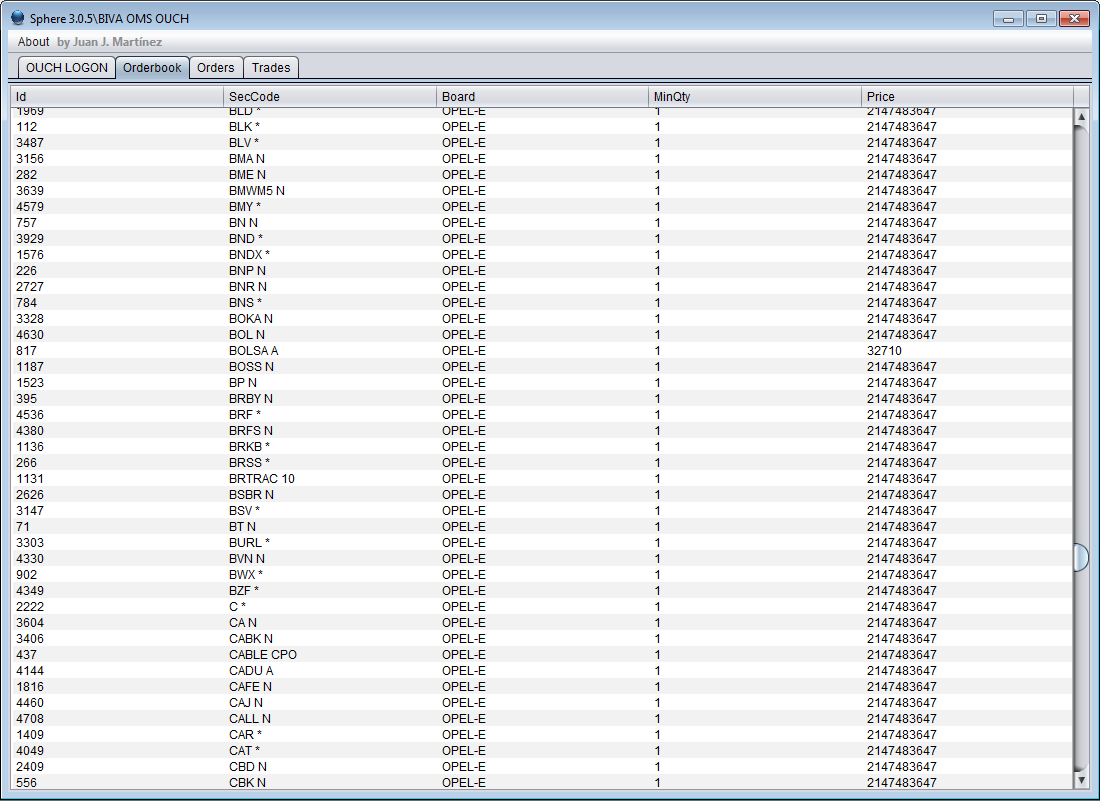 Sphere 3.0.5\BIVA OMS OUCH
About by Juan J. Martínez
OUCH LOGON Orderbook Orders Trades
Id SecCode Board MinQty Price
1969 BLD * OPEL-E 1 2147483647
112 BLK * OPEL-E 1 2147483647
3487 BLV * OPEL-E 1 2147483647
3156 BMA N OPEL-E 1 2147483647
282 BME N OPEL-E 1 2147483647
3639 BMWM5 N OPEL-E 1 2147483647
4579 BMY * OPEL-E 1 2147483647
757 BN N OPEL-E 1 2147483647
3929 BND * OPEL-E 1 2147483647
1576 BNDX * OPEL-E 1 2147483647
226 BNP N OPEL-E 1 2147483647
2727 BNR N OPEL-E 1 2147483647
784 BNS * OPEL-E 1 2147483647
3328 BOKA N OPEL-E 1 2147483647
4630 BOL N OPEL-E 1 2147483647
817 BOLSA A OPEL-E 1 32710
1187 BOSS N OPEL-E 1 2147483647
1523 BP N OPEL-E 1 2147483647
395 BRBY N OPEL-E 1 2147483647
4536 BRF * OPEL-E 1 2147483647
4380 BRFS N OPEL-E 1 2147483647
1136 BRKB * OPEL-E 1 2147483647
266 BRSS * OPEL-E 1 2147483647
1131 BRTRAC 10 OPEL-E 1 2147483647
2626 BSBR N OPEL-E 1 2147483647
3147 BSV * OPEL-E 1 2147483647
71 BT N OPEL-E 1 2147483647
3303 BURL * OPEL-E 1 2147483647
4330 BVN N OPEL-E 1 2147483647
902 BWX * OPEL-E 1 2147483647
4349 BZF * OPEL-E 1 2147483647
2222 C * OPEL-E 1 2147483647
3604 CA N OPEL-E 1 2147483647
3406 CABK N OPEL-E 1 2147483647
437 CABLE CPO OPEL-E 1 2147483647
4144 CADU A OPEL-E 1 2147483647
1816 CAFE N OPEL-E 1 2147483647
4460 CAJ N OPEL-E 1 2147483647
4708 CALL N OPEL-E 1 2147483647
1409 CAR * OPEL-E 1 2147483647
4049 CAT * OPEL-E 1 2147483647
2409 CBD N OPEL-E 1 2147483647
556 CBK N OPEL-E 1 2147483647